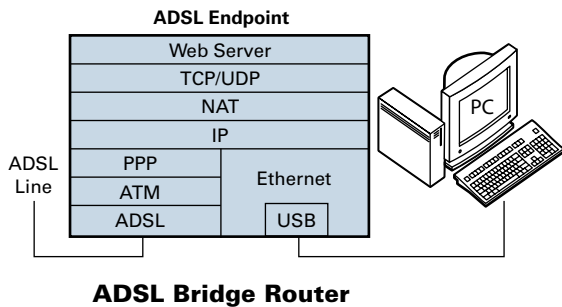 ADSL Endpoint
Web Server
TCP/UDP
NAT
IP
PPP
ATM
ADSL
Ethernet
USB
ADSL
Line
PC
ADSL Bridge Router